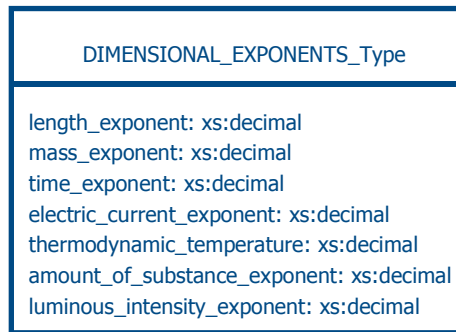 DIMENSIONAL_EXPONENTS_Type
length_exponent: xs:decimal
mass_exponent: xs:decimal
time_exponent: xs:decimal
electric_current_exponent: xs:decimal
thermodynamic_temperature: xs:decimal
amount_of_substance_exponent: xs:decimal
luminous_intensity_exponent: xs:decimal